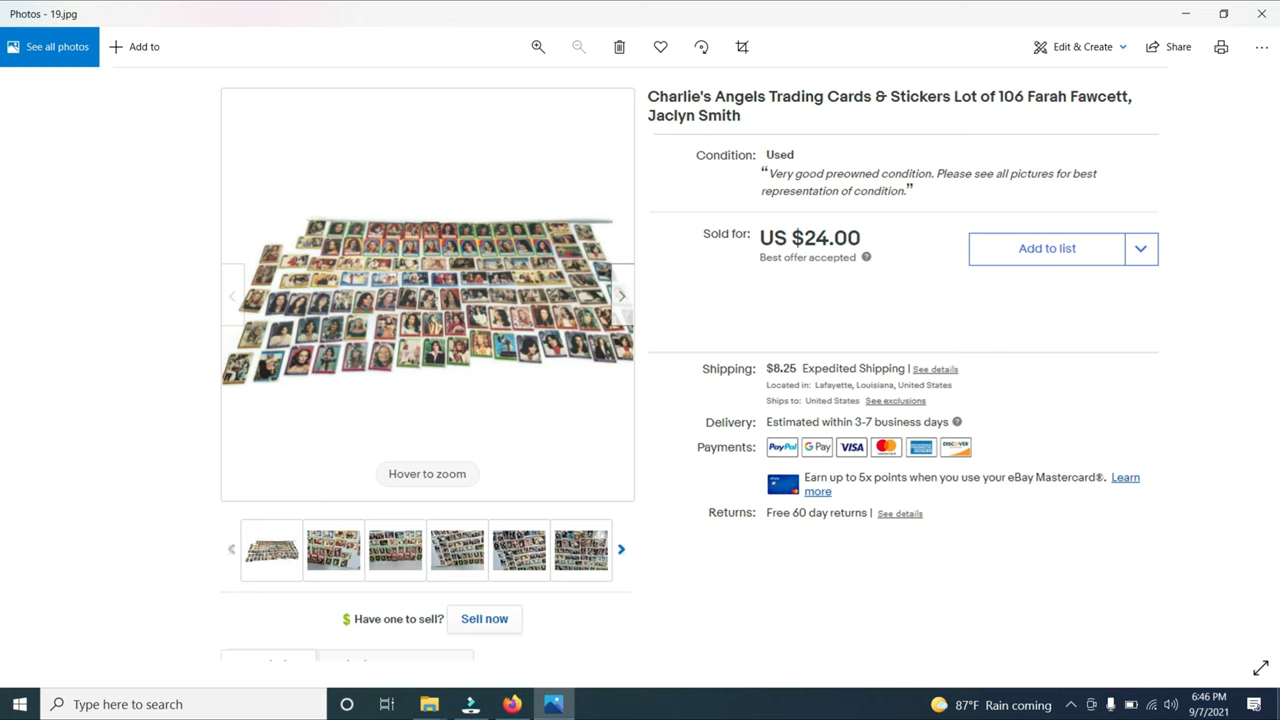 Photos - 19.jpg
See all photos
Add to
Edit & Create
Share
Charlie's Angels Trading Cards & Stickers Lot of 106 Farah Fawcett,
Jaclyn Smith
Condition: Used
“Very good preowned condition. Please see all pictures for best
representation of condition.”
Sold for: US $24.00
Best offer accepted
Add to list
Shipping: $8.25 Expedited Shipping | See details
Located in: Lafayette, Louisiana, United States
Ships to: United States See exclusions
Delivery: Estimated within 3-7 business days
Payments: PayPal G Pay VISA DISCOVER
Earn up to 5x points when you use your eBay Mastercard®. Learn
more
Returns: Free 60 day returns | See details
Hover to zoom
Have one to sell? Sell now
Type here to search
87°F Rain coming
6:46 PM
9/7/2021